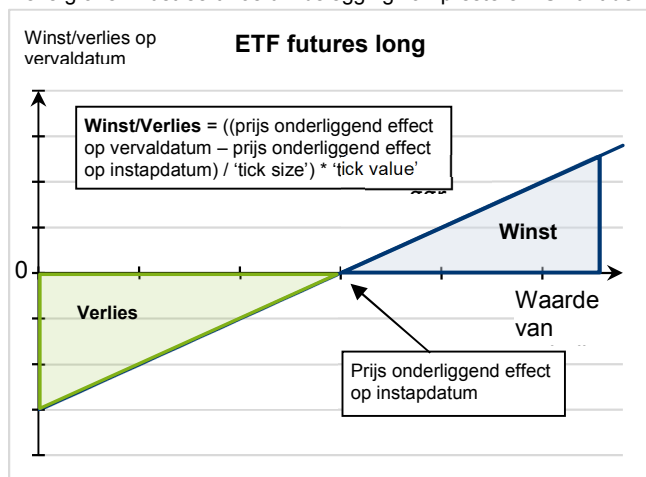 Winst/verlies op
vervaldatum
ETF futures long
Winst/Verlies = ((prijs onderliggend effect
op vervaldatum – prijs onderliggend effect
op instapdatum) / ‘tick size’) * ‘tick value’
Winst
0
Verlies
Waarde
van
Prijs onderliggend effect
op instapdatum